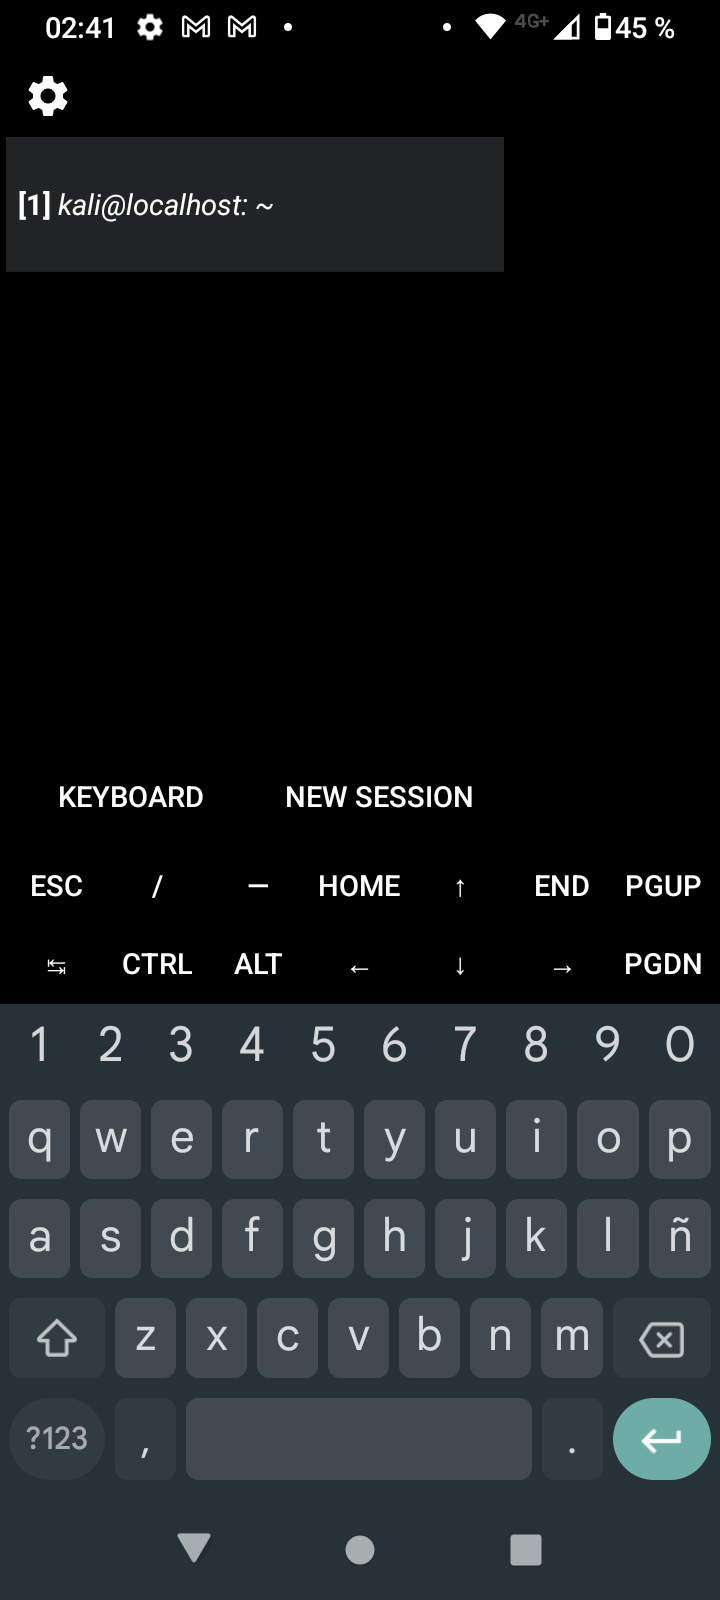 02:41 4G+ 45 %
[1] kali@localhost: ~
KEYBOARD NEW SESSION
ESC / — HOME ↑ END PGUP
↹ CTRL ALT ← ↓ → PGDN
1 2 3 4 5 6 7 8 9 0
q w e r t y u i o p
a s d f g h j k l ñ
z x c v b n m
?123 , .